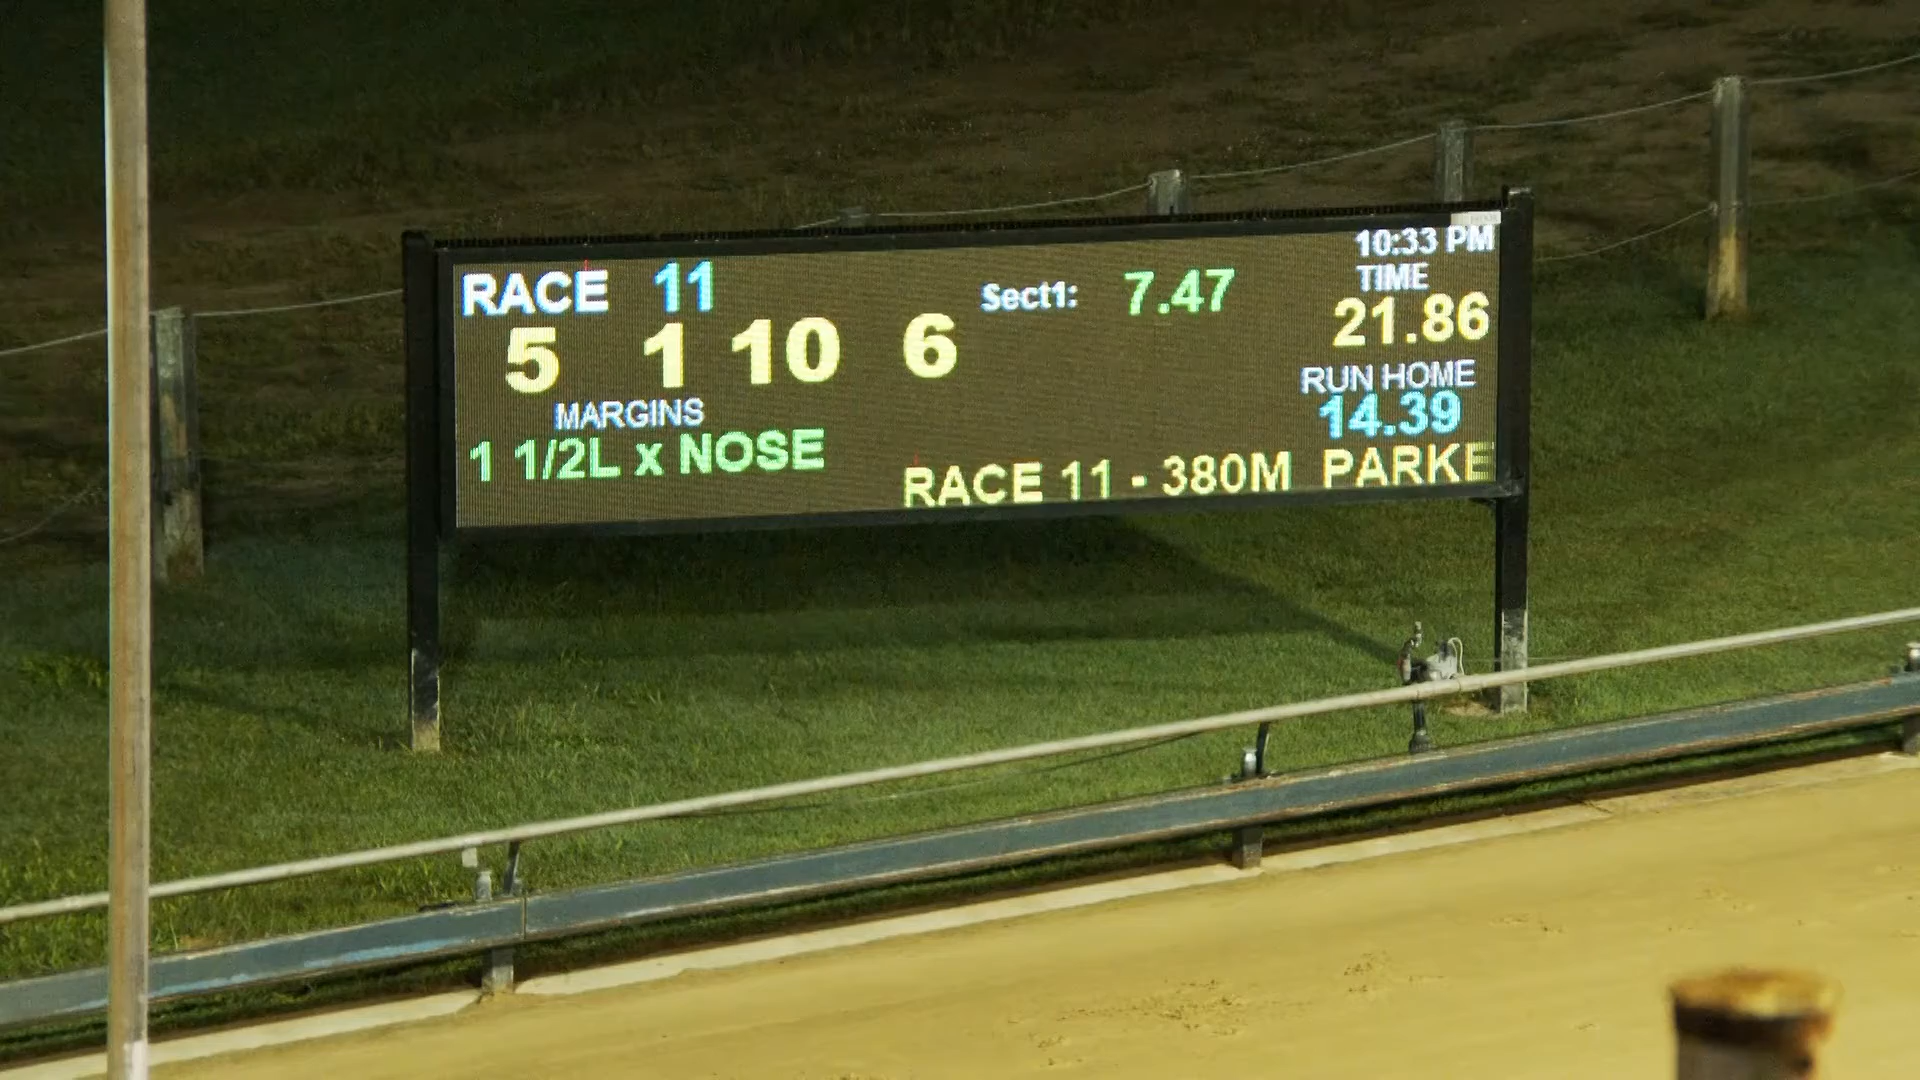 10:33 PM
RACE 11 Sect1: 7.47 TIME
5 1 10 6 21.86
MARGINS RUN HOME
1 1/2L x NOSE 14.39
RACE 11 - 380M PARKE